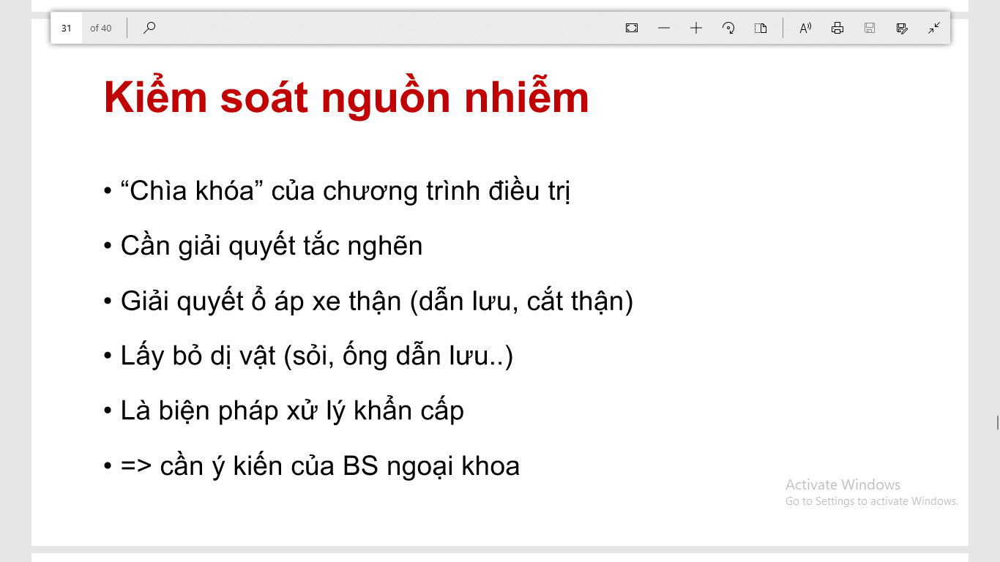 31 of 40
Kiểm soát nguồn nhiễm
• “Chìa khóa” của chương trình điều trị
• Cần giải quyết tắc nghẽn
• Giải quyết ổ áp xe thận (dẫn lưu, cắt thận)
• Lấy bỏ dị vật (sỏi, ống dẫn lưu..)
• Là biện pháp xử lý khẩn cấp
• => cần ý kiến của BS ngoại khoa
Activate Windows
Go to Settings to activate Windows.